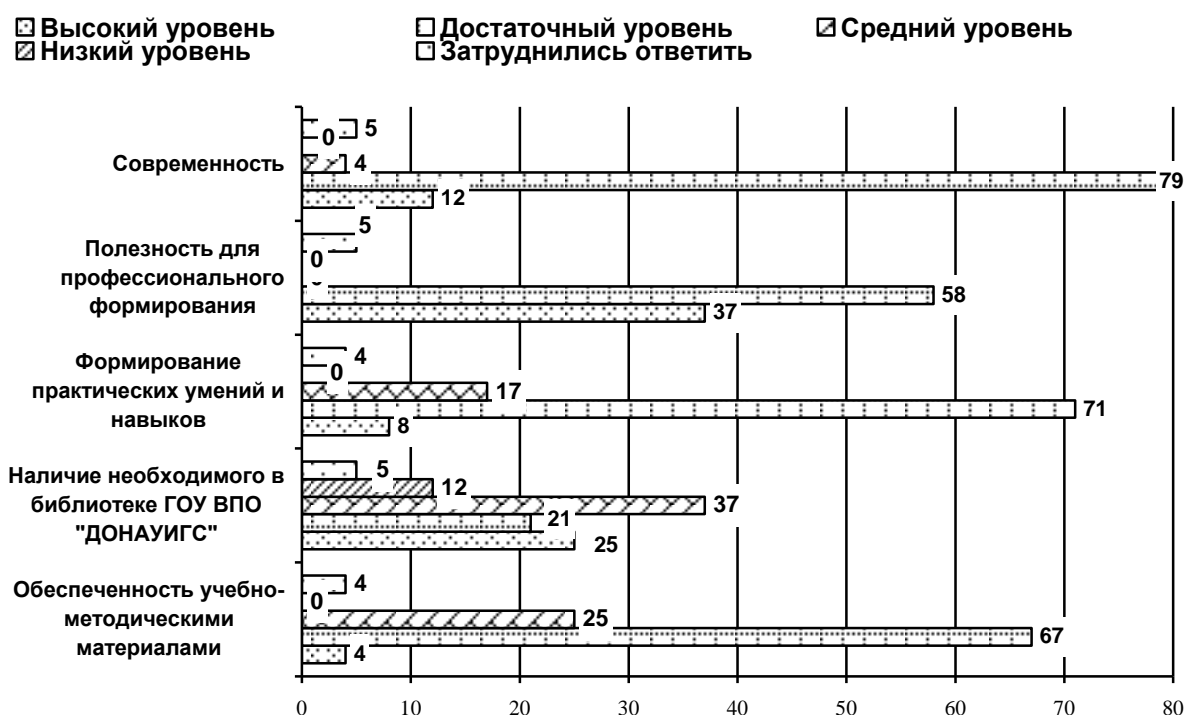 Высокий уровень
Достаточный уровень
Средний уровень
Низкий уровень
Затруднились ответить
Современность
5
0
4
79
12
Полезность для
профессионального
формирования
5
0
58
37
Формирование
практических умений и
навыков
4
0
17
71
8
Наличие необходимого в
библиотеке ГОУ ВПО
"ДОНАУИГС"
5
12
37
21
25
Обеспеченность учебно-
методическими
материалами
4
0
25
67
4
0 10 20 30 40 50 60 70 80